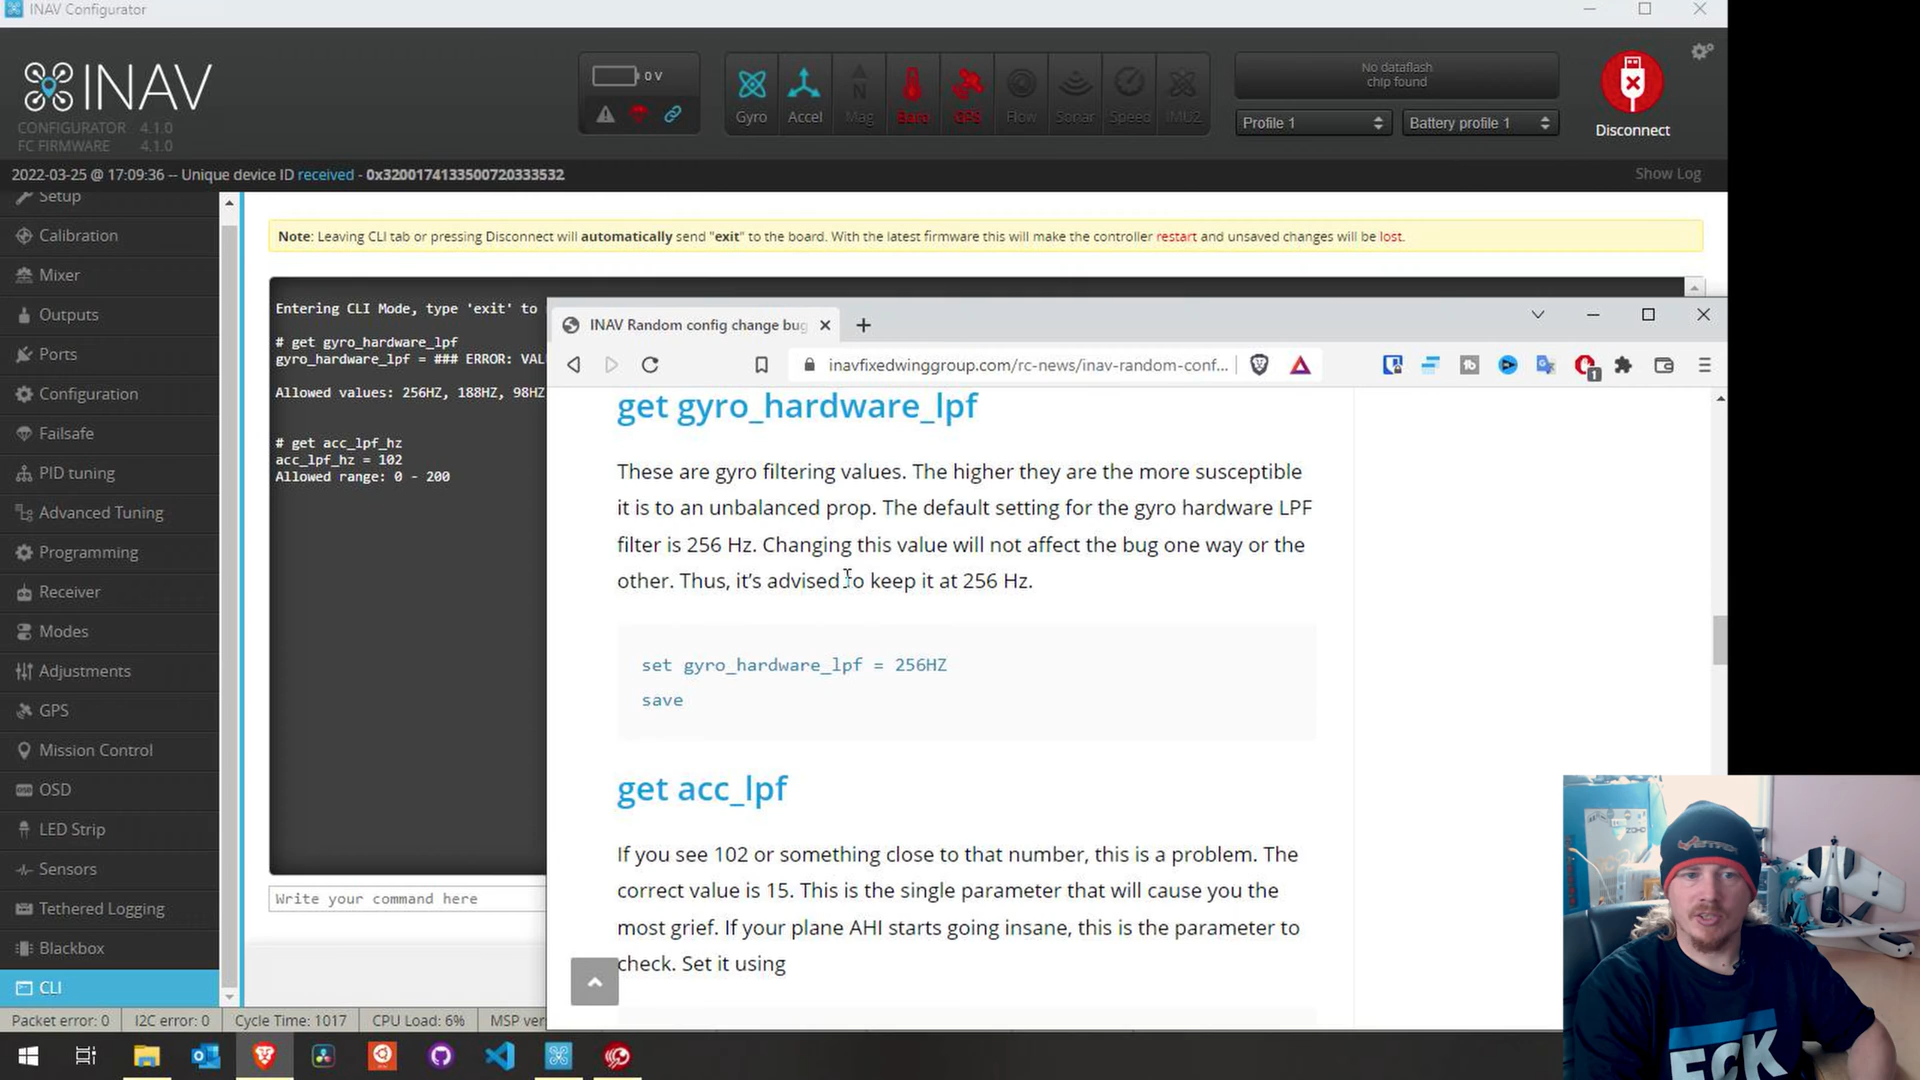 INAV Configurator
INAV
CONFIGURATOR 4.1.0
FC FIRMWARE 4.1.0
0 V
Gyro
Accel
Mag
Baro
GPS
Flow
Sonar
Speed
IMU2
No dataflash
chip found
Profile 1
Battery profile 1
Disconnect
2022-03-25 @ 17:09:36 -- Unique device ID received - 0x3200174133500720333532
Show Log
Setup
Calibration
Mixer
Outputs
Ports
Configuration
Failsafe
PID tuning
Advanced Tuning
Programming
Receiver
Modes
Adjustments
GPS
Mission Control
OSD
LED Strip
Sensors
Tethered Logging
Blackbox
CLI
Note: Leaving CLI tab or pressing Disconnect will automatically send "exit" to the board. With the latest firmware this will make the controller restart and unsaved changes will be lost.
Entering CLI Mode, type 'exit' to
# get gyro_hardware_lpf
gyro_hardware_lpf = ### ERROR: VAL
Allowed values: 256HZ, 188HZ, 98HZ
# get acc_lpf_hz
acc_lpf_hz = 102
Allowed range: 0 - 200
Write your command here
INAV Random config change bug
inavfixedwinggroup.com/rc-news/inav-random-conf...
1
get gyro_hardware_lpf
These are gyro filtering values. The higher they are the more susceptible
it is to an unbalanced prop. The default setting for the gyro hardware LPF
filter is 256 Hz. Changing this value will not affect the bug one way or the
other. Thus, it's advised to keep it at 256 Hz.
set gyro_hardware_lpf = 256HZ
save
get acc_lpf
If you see 102 or something close to that number, this is a problem. The
correct value is 15. This is the single parameter that will cause you the
most grief. If your plane AHI starts going insane, this is the parameter to
check. Set it using
Packet error: 0
I2C error: 0
Cycle Time: 1017
CPU Load: 6%
MSP ver